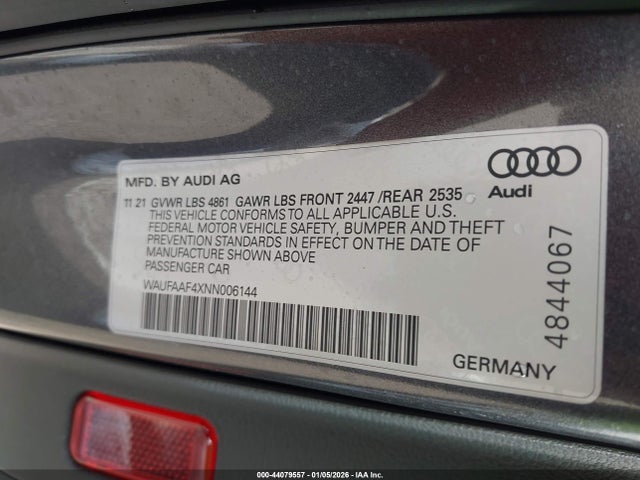 MFD. BY AUDI AG
11 21 GVWR LBS 4861 GAWR LBS FRONT 2447 /REAR 2535
THIS VEHICLE CONFORMS TO ALL APPLICABLE U.S.
FEDERAL MOTOR VEHICLE SAFETY, BUMPER AND THEFT
PREVENTION STANDARDS IN EFFECT ON THE DATE OF
MANUFACTURE SHOWN ABOVE
PASSENGER CAR
WAUFAAF4XNN006144
Audi
4844067
GERMANY
000-44079557 - 01/05/2026 - IAA Inc.